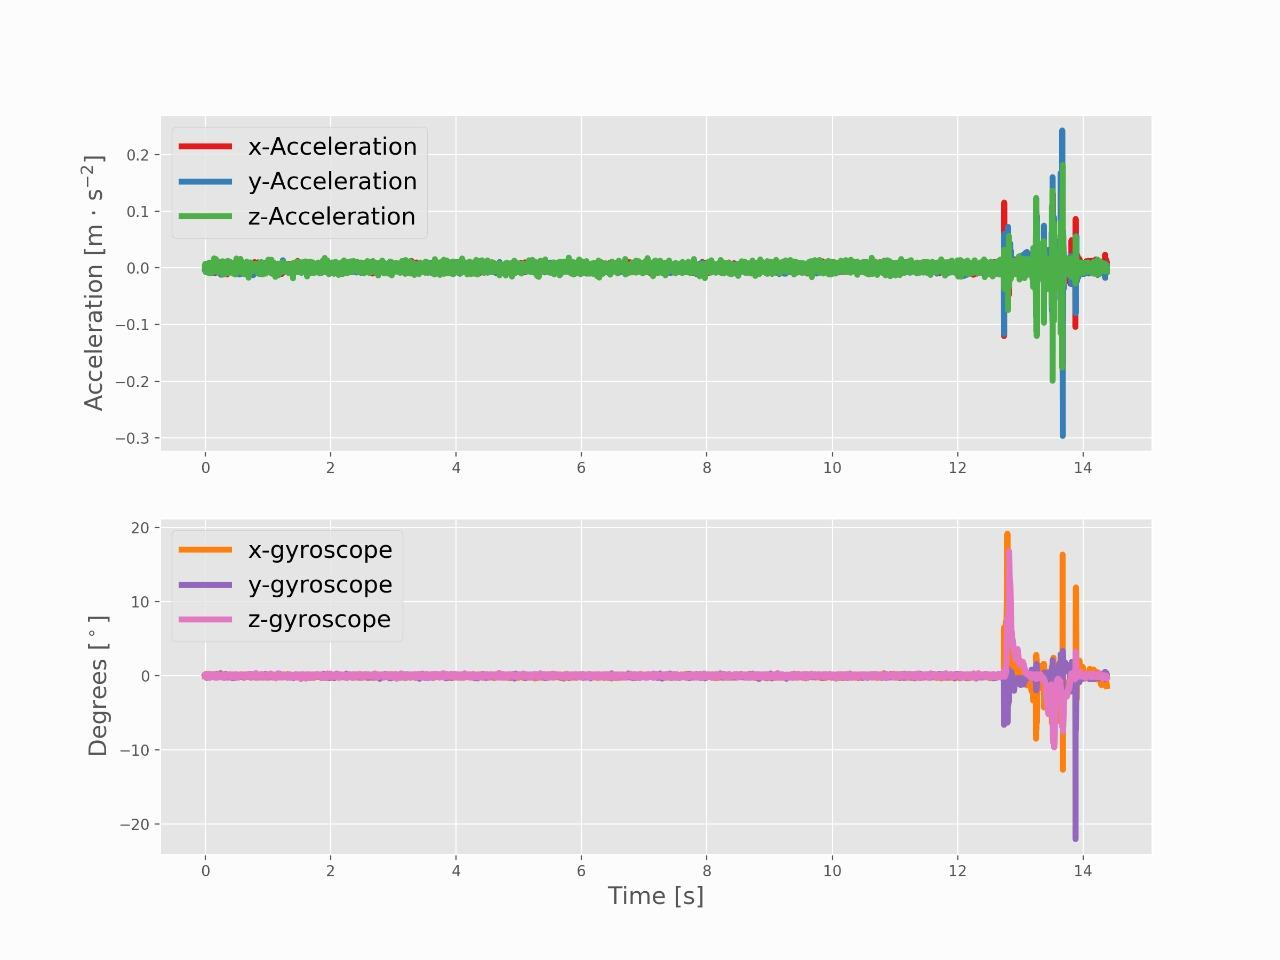 x-Acceleration
y-Acceleration
z-Acceleration
Acceleration [m · s⁻²]
0.2
0.1
0.0
−0.1
−0.2
−0.3
0 2 4 6 8 10 12 14
x-gyroscope
y-gyroscope
z-gyroscope
Degrees [°]
20
10
0
−10
−20
0 2 4 6 8 10 12 14
Time [s]